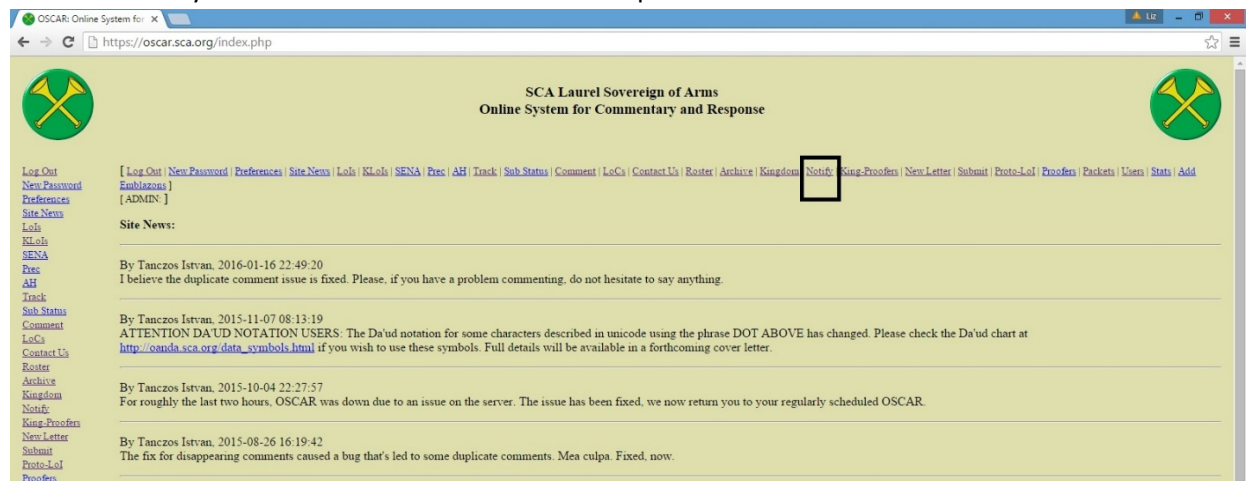 OSCAR: Online System for
Liz
https://oscar.sca.org/index.php
SCA Laurel Sovereign of Arms
Online System for Commentary and Response
[ Log Out | New Password | Preferences | Site News | LoIs | KLoIs | SENA | Prec | AH | Track | Sub Status | Comment | LoCs | Contact Us | Roster | Archive | Kingdom | Notify | King-Proofers | New Letter | Submit | Proto-LoI | Proofers | Packets | Users | Stats | Add
Emblazons ]
[ ADMIN: ]
Log Out
New Password
Preferences
Site News
LoIs
KLoIs
SENA
Prec
AH
Track
Sub Status
Comment
LoCs
Contact Us
Roster
Archive
Kingdom
Notify
King-Proofers
New Letter
Submit
Proto-LoI
Proofers
Site News:
By Tanczos Istvan, 2016-01-16 22:49:20
I believe the duplicate comment issue is fixed. Please, if you have a problem commenting, do not hesitate to say anything.
By Tanczos Istvan, 2015-11-07 08:13:19
ATTENTION DA'UD NOTATION USERS: The Da'ud notation for some characters described in unicode using the phrase DOT ABOVE has changed. Please check the Da'ud chart at
http://oanda.sca.org/data_symbols.html if you wish to use these symbols. Full details will be available in a forthcoming cover letter.
By Tanczos Istvan, 2015-10-04 22:27:57
For roughly the last two hours, OSCAR was down due to an issue on the server. The issue has been fixed, we now return you to your regularly scheduled OSCAR.
By Tanczos Istvan, 2015-08-26 16:19:42
The fix for disappearing comments caused a bug that's led to some duplicate comments. Mea culpa. Fixed, now.